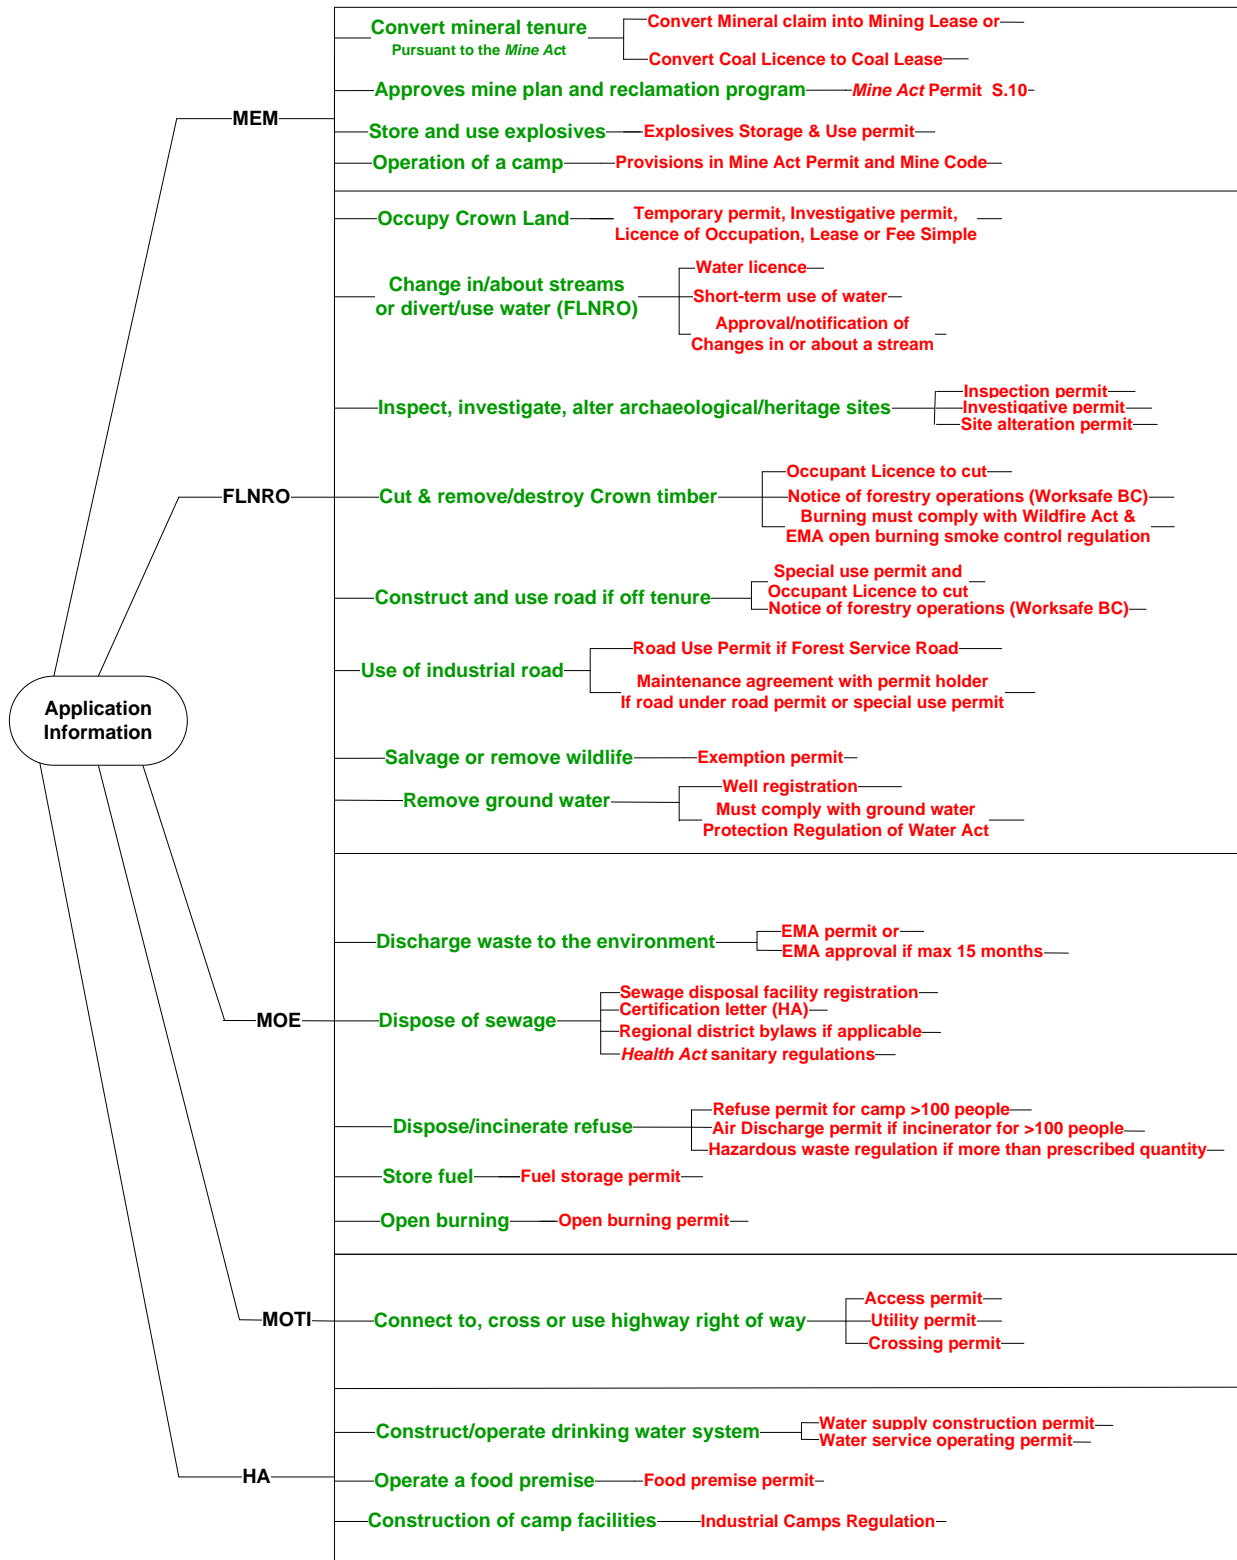 Application
Information
MEM
Convert mineral tenure
Pursuant to the Mine Act
Convert Mineral claim into Mining Lease or
Convert Coal Licence to Coal Lease
Approves mine plan and reclamation program
Mine Act Permit S.10
Store and use explosives
Explosives Storage & Use permit
Operation of a camp
Provisions in Mine Act Permit and Mine Code
FLNRO
Occupy Crown Land
Temporary permit, Investigative permit,
Licence of Occupation, Lease or Fee Simple
Change in/about streams
or divert/use water (FLNRO)
Water licence
Short-term use of water
Approval/notification of
Changes in or about a stream
Inspect, investigate, alter archaeological/heritage sites
Inspection permit
Investigative permit
Site alteration permit
Cut & remove/destroy Crown timber
Occupant Licence to cut
Notice of forestry operations (Worksafe BC)
Burning must comply with Wildfire Act &
EMA open burning smoke control regulation
Construct and use road if off tenure
Special use permit and
Occupant Licence to cut
Notice of forestry operations (Worksafe BC)
Use of industrial road
Road Use Permit if Forest Service Road
Maintenance agreement with permit holder
If road under road permit or special use permit
Salvage or remove wildlife
Exemption permit
Remove ground water
Well registration
Must comply with ground water
Protection Regulation of Water Act
MOE
Discharge waste to the environment
EMA permit or
EMA approval if max 15 months
Dispose of sewage
Sewage disposal facility registration
Certification letter (HA)
Regional district bylaws if applicable
Health Act sanitary regulations
Dispose/incinerate refuse
Refuse permit for camp >100 people
Air Discharge permit if incinerator for >100 people
Hazardous waste regulation if more than prescribed quantity
Store fuel
Fuel storage permit
Open burning
Open burning permit
MOTI
Connect to, cross or use highway right of way
Access permit
Utility permit
Crossing permit
HA
Construct/operate drinking water system
Water supply construction permit
Water service operating permit
Operate a food premise
Food premise permit
Construction of camp facilities
Industrial Camps Regulation